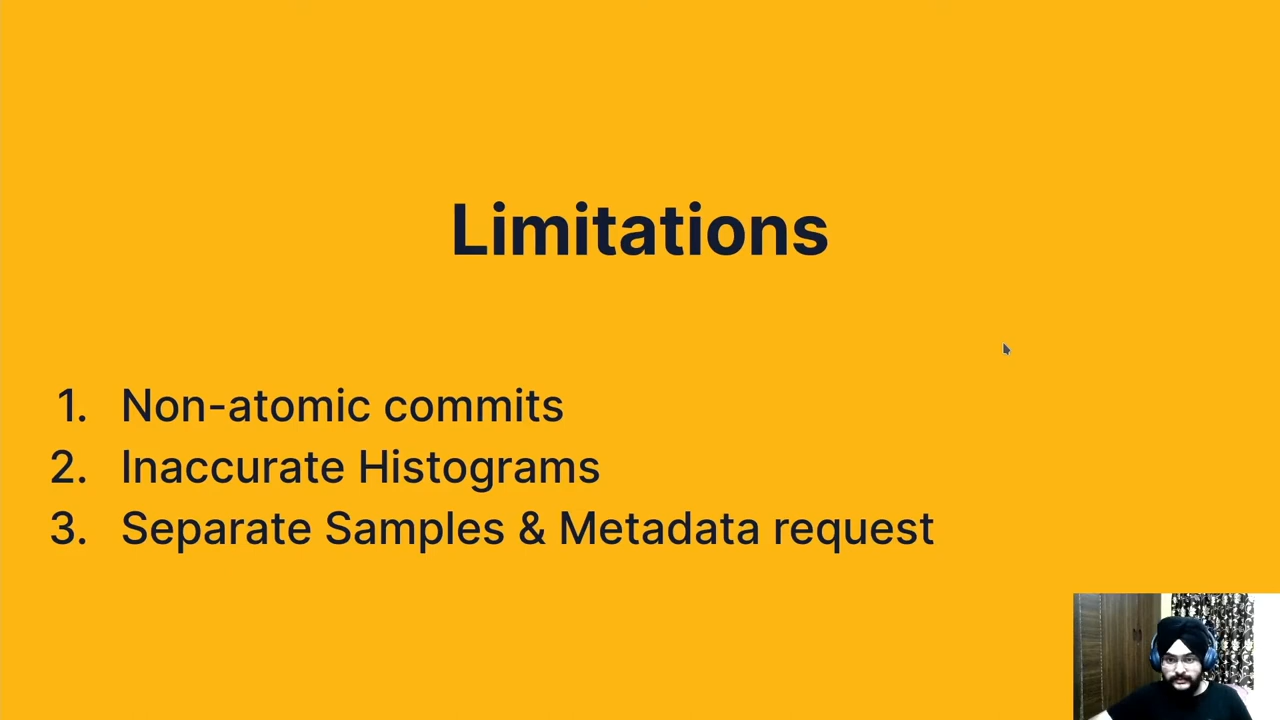 Limitations
1. Non-atomic commits
2. Inaccurate Histograms
3. Separate Samples & Metadata request